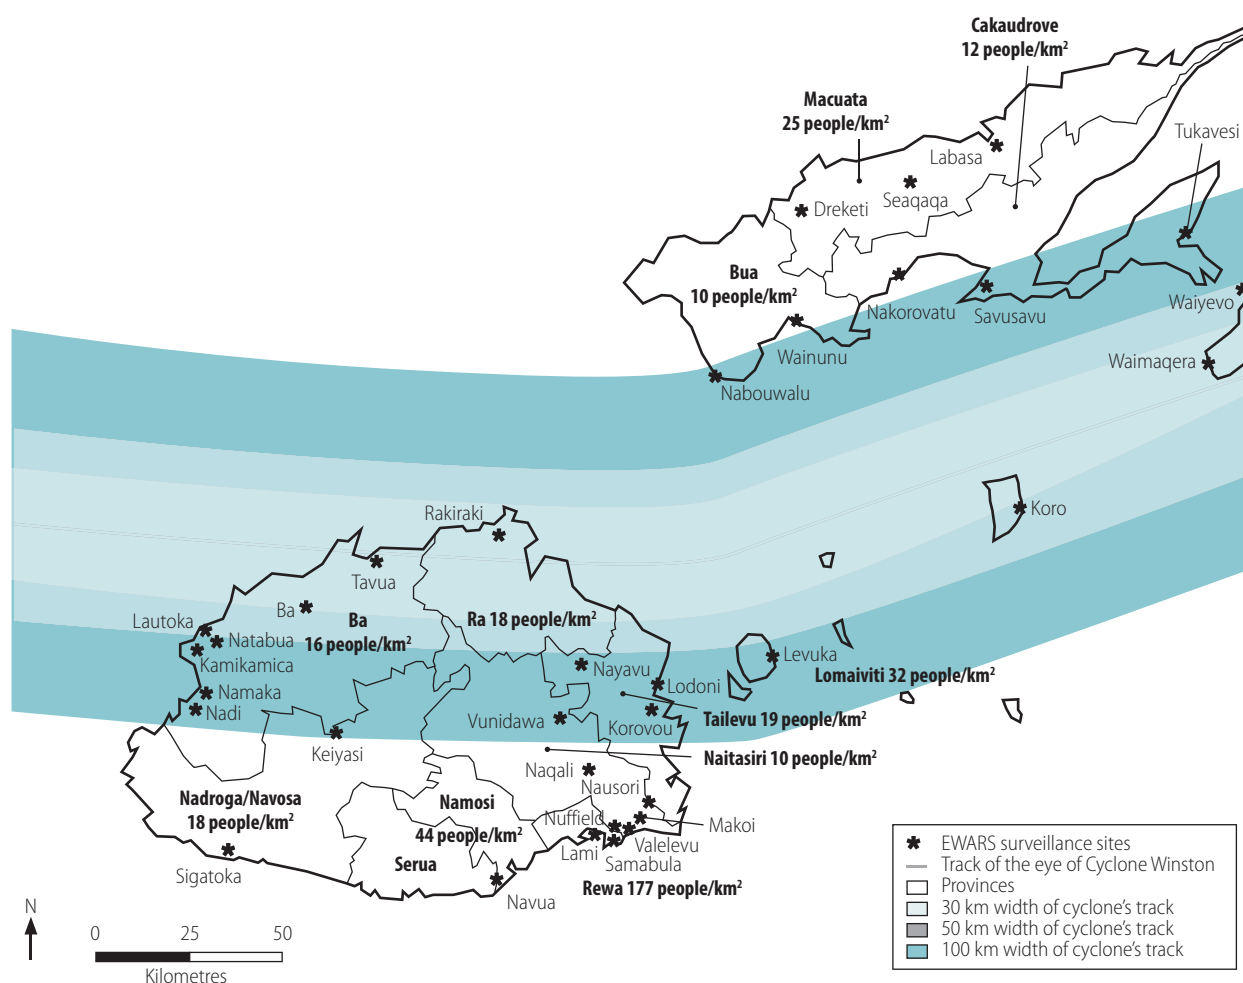 Cakaudrove
12 people/km²
Macuata
25 people/km²
Tukavesi
Labasa
Seaqaqa
Dreketi
Bua
10 people/km²
Nakorovatu
Savusavu
Waiyevo
Wainunu
Waimaqera
Nabouwalu
Koro
Rakiraki
Tavua
Ba
Ba
16 people/km²
Ra 18 people/km²
Lautoka
Natabua
Kamikamica
Namaka
Nadi
Nayavu
Lodoni
Levuka
Lomaiviti 32 people/km²
Vunidawa
Korovou
Tailevu 19 people/km²
Keiyasi
Naitasiri 10 people/km²
Naqali
Nausori
Nadroga/Navosa
18 people/km²
Namosi
44 people/km²
Nuffield
Makoi
Lami
Valelevu
Samabula
Serua
Sigatoka
Navua
Rewa 177 people/km²
N
0 25 50
Kilometres
EWARS surveillance sites
Track of the eye of Cyclone Winston
Provinces
30 km width of cyclone's track
50 km width of cyclone's track
100 km width of cyclone's track